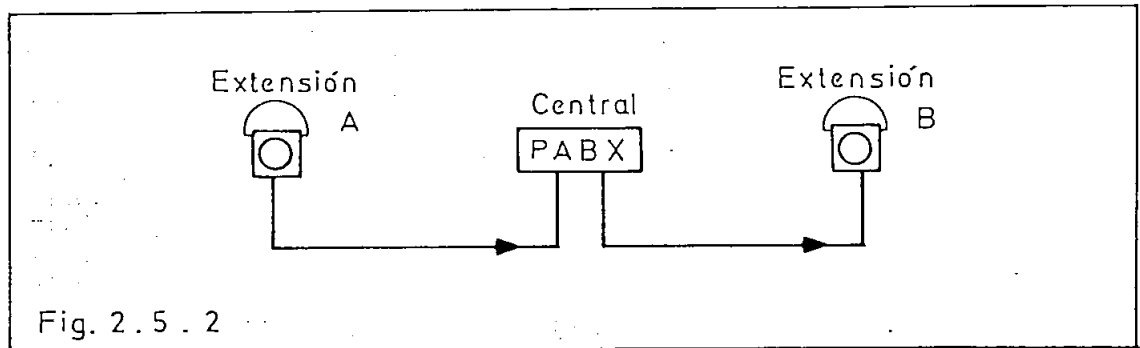 Extensión
A
Central
PABX
Extensión
B
Fig. 2.5.2